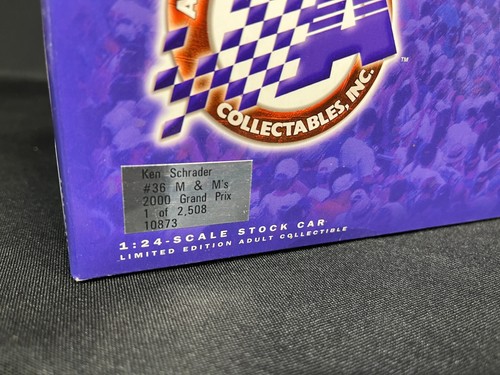 A
COLLECTABLES, INC.
TM
Ken Schrader
#36 M & M's
2000 Grand Prix
1 of 2,508
10873
1:24-SCALE STOCK CAR
LIMITED EDITION ADULT COLLECTIBLE